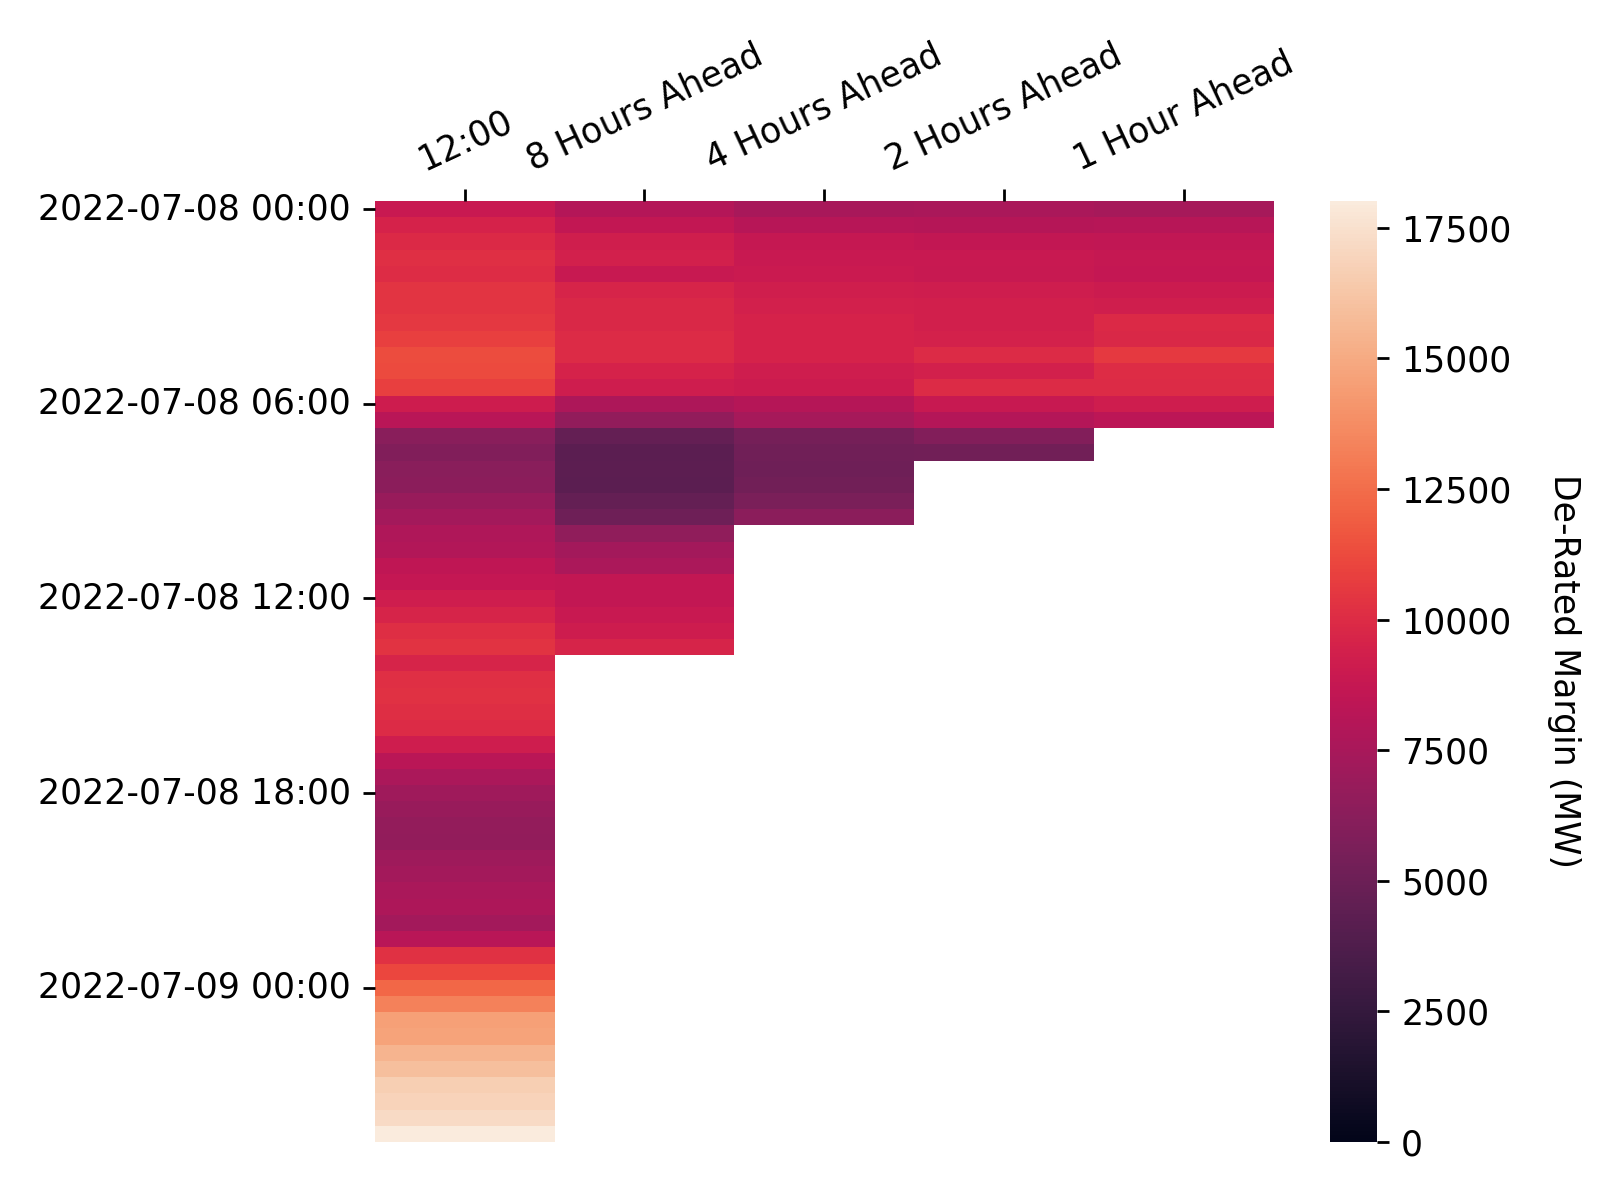 12:00
8 Hours Ahead
4 Hours Ahead
2 Hours Ahead
1 Hour Ahead
2022-07-08 00:00
2022-07-08 06:00
2022-07-08 12:00
2022-07-08 18:00
2022-07-09 00:00
17500
15000
12500
10000
7500
5000
2500
0
De-Rated Margin (MW)